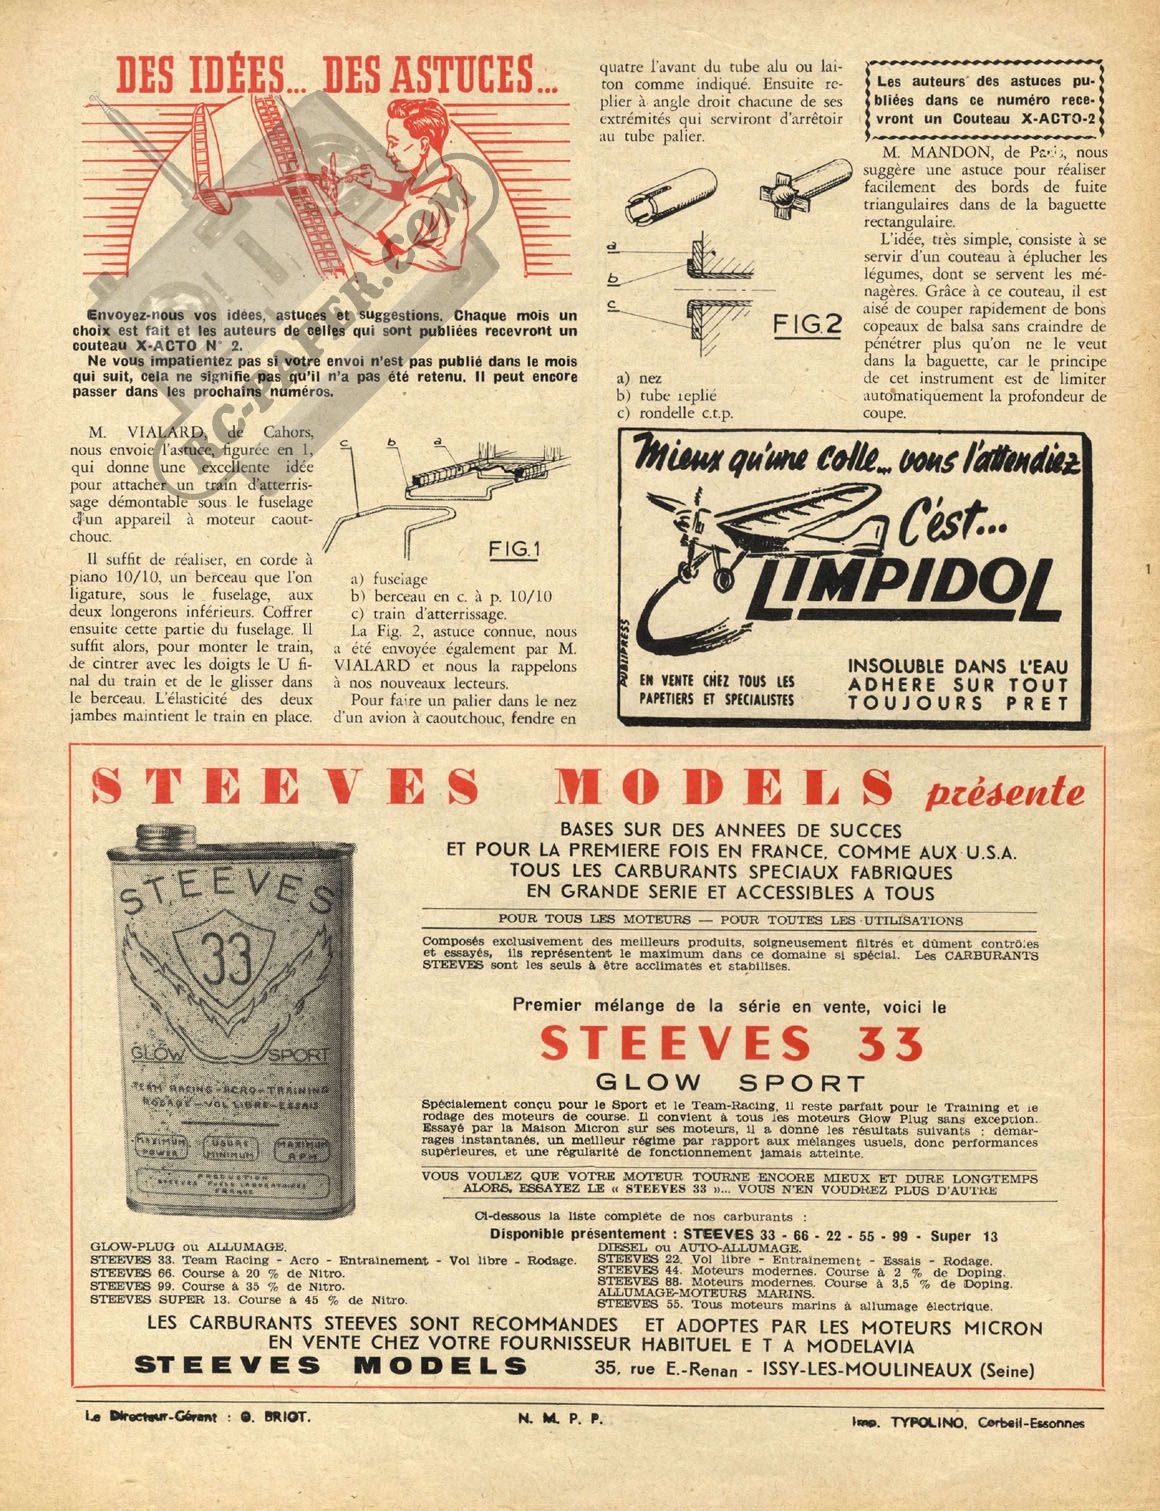 DES IDÉES... DES ASTUCES...
RC-PAPER.COM
Envoyez-nous vos idées, astuces et suggestions. Chaque mois un
choix est fait et les auteurs de celles qui sont publiées recevront un
couteau X-ACTO N° 2.
Ne vous impatientez pas si votre envoi n'est pas publié dans le mois
qui suit, cela ne signifie pas qu'il n'a pas été retenu. Il peut encore
passer dans les prochains numéros.
M. VIALARD, de Cahors,
nous envoie l'astuce, figurée en 1,
qui donne une excellente idée
pour attacher un train d'atterris-
sage démontable sous le fuselage
d'un appareil à moteur caout-
chouc.
Il suffit de réaliser, en corde à
piano 10/10, un berceau que l'on
ligature, sous le fuselage, aux
deux longerons inférieurs. Coffrer
ensuite cette partie du fuselage. Il
suffit alors, pour monter le train,
de cintrer avec les doigts le U fi-
nal du train et de le glisser dans
le berceau. L'élasticité des deux
jambes maintient le train en place.
c b a
FIG.1
a) fuselage
b) berceau en c. à p. 10/10
c) train d'atterrissage.
La Fig. 2, astuce connue, nous
a été envoyée également par M.
VIALARD et nous la rappelons
à nos nouveaux lecteurs.
Pour faire un palier dans le nez
d'un avion à caoutchouc, fendre en
quatre l'avant du tube alu ou lai-
ton comme indiqué. Ensuite re-
plier à angle droit chacune de ses
extrémités qui serviront d'arrêtoir
au tube palier.
a
b
c
FIG.2
a) nez
b) tube replié
c) rondelle c.t.p.
Les auteurs des astuces pu-
bliées dans ce numéro rece-
vront un Couteau X-ACTO-2
M. MANDON, de Paris, nous
suggère une astuce pour réaliser
facilement des bords de fuite
triangulaires dans de la baguette
rectangulaire.
L'idée, très simple, consiste à se
servir d'un couteau à éplucher les
légumes, dont se servent les mé-
nagères. Grâce à ce couteau, il est
aisé de couper rapidement de bons
copeaux de balsa sans craindre de
pénétrer plus qu'on ne le veut
dans la baguette, car le principe
de cet instrument est de limiter
automatiquement la profondeur de
coupe.
Mieux qu'une colle... vous l'attendiez
C'est...
LIMPIDOL
PUBLIPRESS
EN VENTE CHEZ TOUS LES
PAPETIERS ET SPECIALISTES
INSOLUBLE DANS L'EAU
ADHERE SUR TOUT
TOUJOURS PRET
1
STEEVES MODELS présente
BASES SUR DES ANNEES DE SUCCES
ET POUR LA PREMIERE FOIS EN FRANCE, COMME AUX U.S.A.
TOUS LES CARBURANTS SPECIAUX FABRIQUES
EN GRANDE SERIE ET ACCESSIBLES A TOUS
POUR TOUS LES MOTEURS — POUR TOUTES LES UTILISATIONS
Composés exclusivement des meilleurs produits, soigneusement filtrés et dûment contrôlés
et essayés, ils représentent le maximum dans ce domaine si spécial. Les CARBURANTS
STEEVES sont les seuls à être acclimatés et stabilisés.
Premier mélange de la série en vente, voici le
STEEVES 33
GLOW SPORT
Spécialement conçu pour le Sport et le Team-Racing, il reste parfait pour le Training et le
rodage des moteurs de course. Il convient à tous les moteurs Glow Plug sans exception.
Essayé par la Maison Micron sur ses moteurs, il a donné les résultats suivants : démar-
rages instantanés, un meilleur régime par rapport aux mélanges usuels, donc performances
supérieures, et une régularité de fonctionnement jamais atteinte.
VOUS VOULEZ QUE VOTRE MOTEUR TOURNE ENCORE MIEUX ET DURE LONGTEMPS
ALORS, ESSAYEZ LE « STEEVES 33 »... VOUS N'EN VOUDREZ PLUS D'AUTRE
STEEVES
33
GLOW SPORT
TEAM RACING - ACRO - TRAINING
RODAGE - VOL LIBRE - ESSAIS
MAXIMUM POWER
USURE MINIMUM
MAXIMUM R.P.M.
PRODUCTION
STEEVES FUELS LABORATOIRES
FRANCE
Ci-dessous la liste complète de nos carburants :
Disponible présentement : STEEVES 33 - 66 - 22 - 55 - 99 - Super 13
GLOW-PLUG ou ALLUMAGE.
STEEVES 33. Team Racing - Acro - Entraînement - Vol libre - Rodage.
STEEVES 66. Course à 20 % de Nitro.
STEEVES 99. Course à 35 % de Nitro.
STEEVES SUPER 13. Course à 45 % de Nitro.
DIESEL ou AUTO-ALLUMAGE.
STEEVES 22. Vol libre - Entraînement - Essais - Rodage.
STEEVES 44. Moteurs modernes. Course à 2 % de Doping.
STEEVES 88. Moteurs modernes. Course à 3,5 % de Doping.
ALLUMAGE-MOTEURS MARINS.
STEEVES 55. Tous moteurs marins à allumage électrique.
LES CARBURANTS STEEVES SONT RECOMMANDES ET ADOPTES PAR LES MOTEURS MICRON
EN VENTE CHEZ VOTRE FOURNISSEUR HABITUEL E T A MODELAVIA
STEEVES MODELS 35, rue E.-Renan - ISSY-LES-MOULINEAUX (Seine)
Le Directeur-Gérant : G. BRIOT.
N. M. P. P.
Imp. TYPOLINO, Corbeil-Essonnes